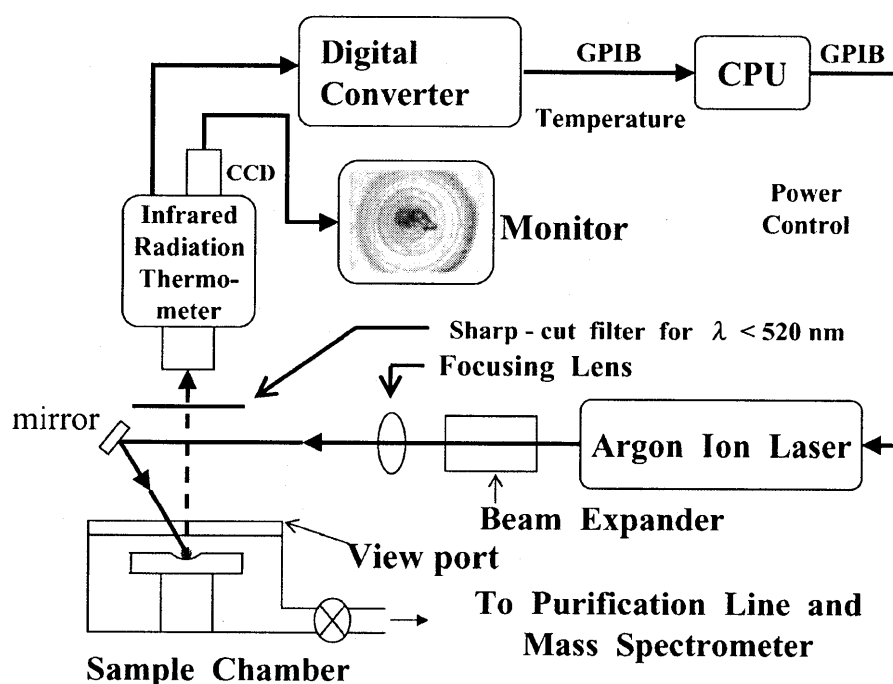 Digital
Converter
GPIB
CPU
GPIB
Temperature
CCD
Infrared
Radiation
Thermo-
meter
Monitor
Power
Control
Sharp - cut filter for λ < 520 nm
Focusing Lens
mirror
Argon Ion Laser
Beam Expander
View port
To Purification Line and
Mass Spectrometer
Sample Chamber